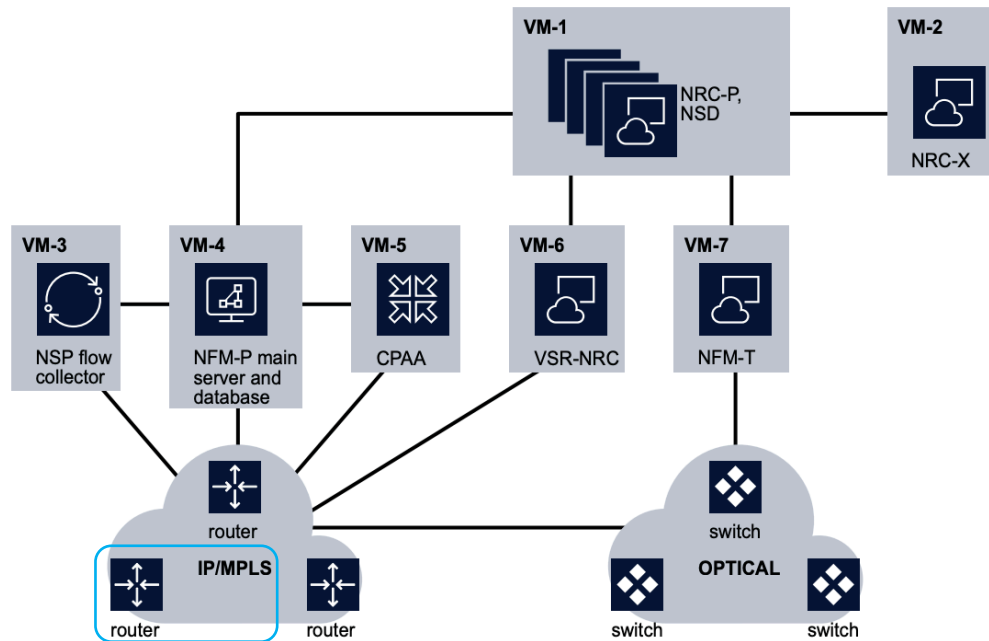 VM-1
NRC-P,
NSD
VM-2
NRC-X
VM-3
NSP flow
collector
VM-4
NFM-P main
server and
database
VM-5
CPAA
VM-6
VSR-NRC
VM-7
NFM-T
router
IP/MPLS
router
router
switch
OPTICAL
switch
switch